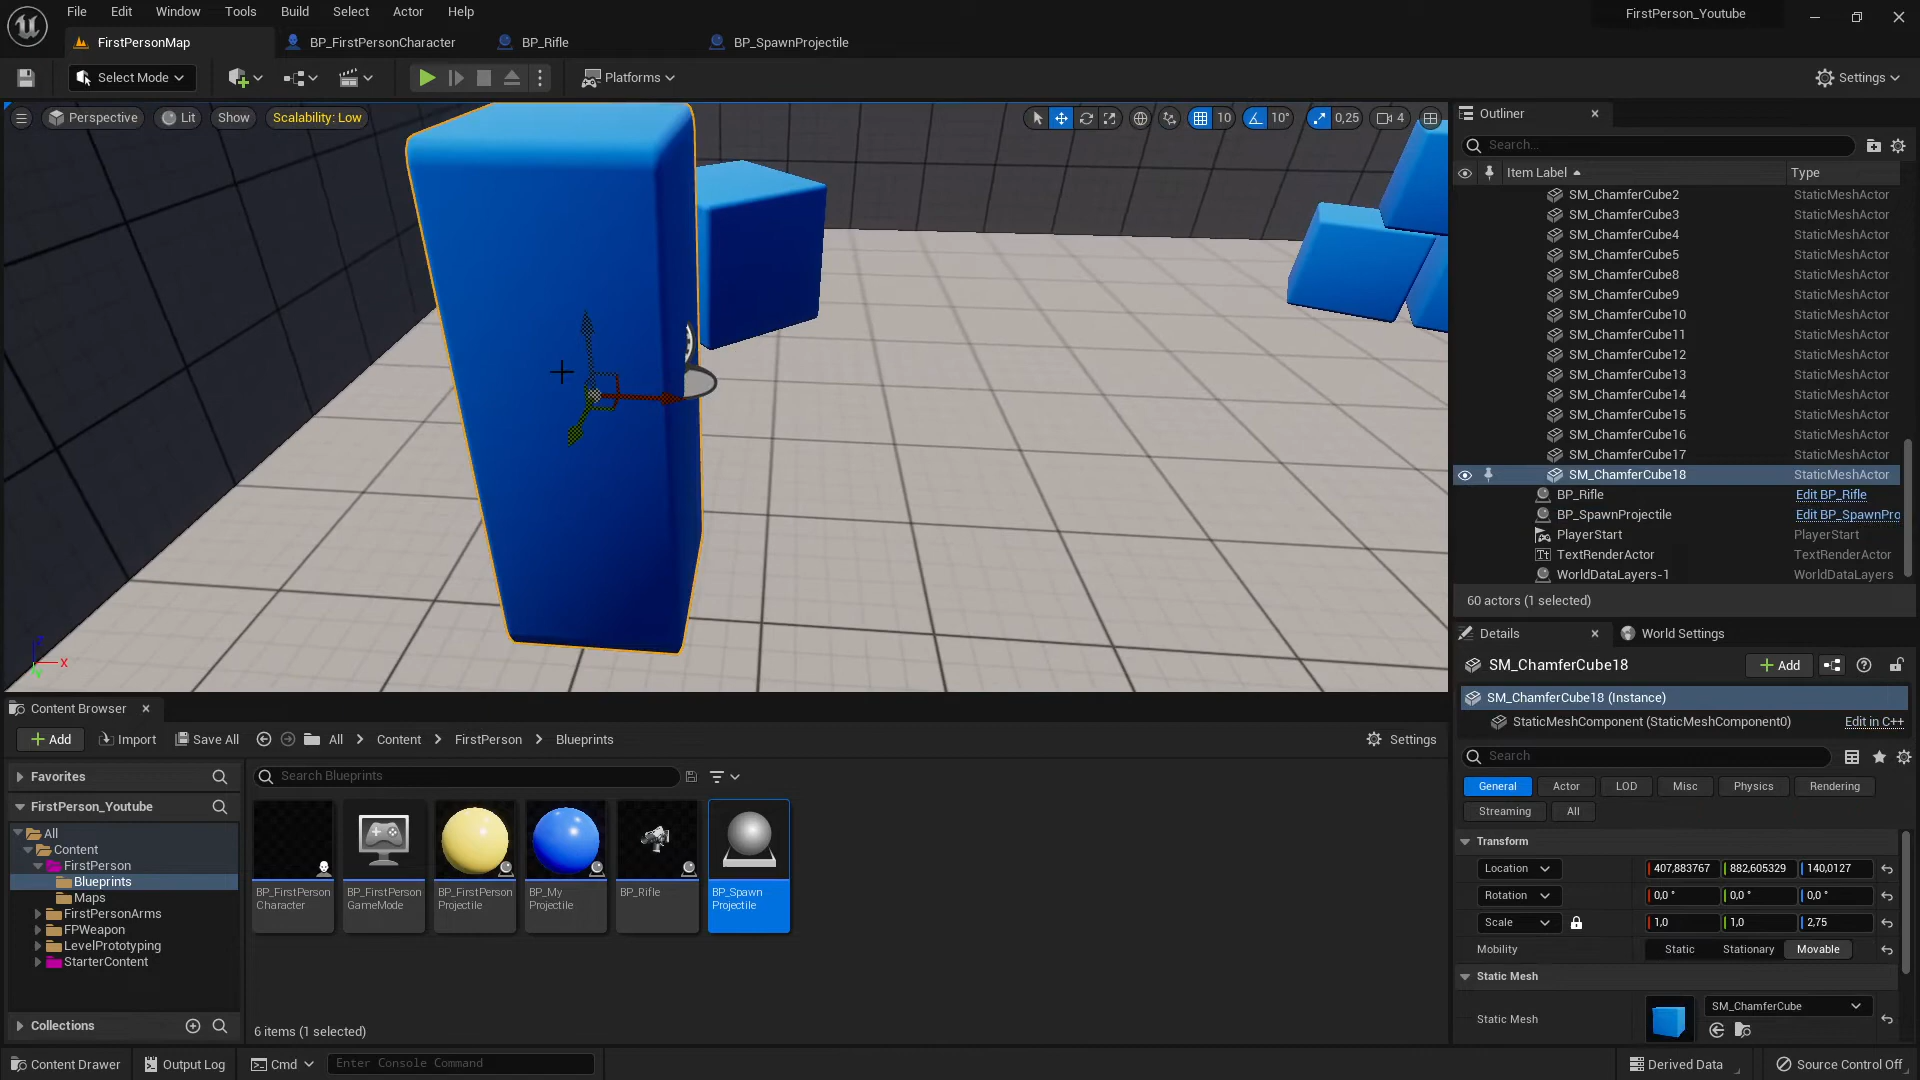 File Edit Window Tools Build Select Actor Help
FirstPerson_Youtube
FirstPersonMap BP_FirstPersonCharacter BP_Rifle BP_SpawnProjectile
Select Mode Platforms Settings
Perspective Lit Show Scalability: Low 10 10° 0,25 4
Outliner
Search...
Item Label Type
SM_ChamferCube2 StaticMeshActor
SM_ChamferCube3 StaticMeshActor
SM_ChamferCube4 StaticMeshActor
SM_ChamferCube5 StaticMeshActor
SM_ChamferCube8 StaticMeshActor
SM_ChamferCube9 StaticMeshActor
SM_ChamferCube10 StaticMeshActor
SM_ChamferCube11 StaticMeshActor
SM_ChamferCube12 StaticMeshActor
SM_ChamferCube13 StaticMeshActor
SM_ChamferCube14 StaticMeshActor
SM_ChamferCube15 StaticMeshActor
SM_ChamferCube16 StaticMeshActor
SM_ChamferCube17 StaticMeshActor
SM_ChamferCube18 StaticMeshActor
BP_Rifle Edit BP_Rifle
BP_SpawnProjectile Edit BP_SpawnPro
PlayerStart PlayerStart
TextRenderActor TextRenderActor
WorldDataLayers-1 WorldDataLayers
60 actors (1 selected)
Details World Settings
SM_ChamferCube18 Add
SM_ChamferCube18 (Instance)
StaticMeshComponent (StaticMeshComponent0) Edit in C++
Search
General Actor LOD Misc Physics Rendering
Streaming All
Transform
Location 407,883767 882,605329 140,0127
Rotation 0,0 ° 0,0 ° 0,0 °
Scale 1,0 1,0 2,75
Mobility Static Stationary Movable
Static Mesh
Static Mesh SM_ChamferCube
X
Content Browser
Add Import Save All All Content FirstPerson Blueprints Settings
Favorites
Search Blueprints
FirstPerson_Youtube
All
Content
FirstPerson
Blueprints
Maps
FirstPersonArms
FPWeapon
LevelPrototyping
StarterContent
Collections
BP_FirstPerson
Character
BP_FirstPerson
GameMode
BP_FirstPerson
Projectile
BP_My
Projectile
BP_Rifle
BP_Spawn
Projectile
6 items (1 selected)
Content Drawer Output Log Cmd Enter Console Command Derived Data Source Control Off